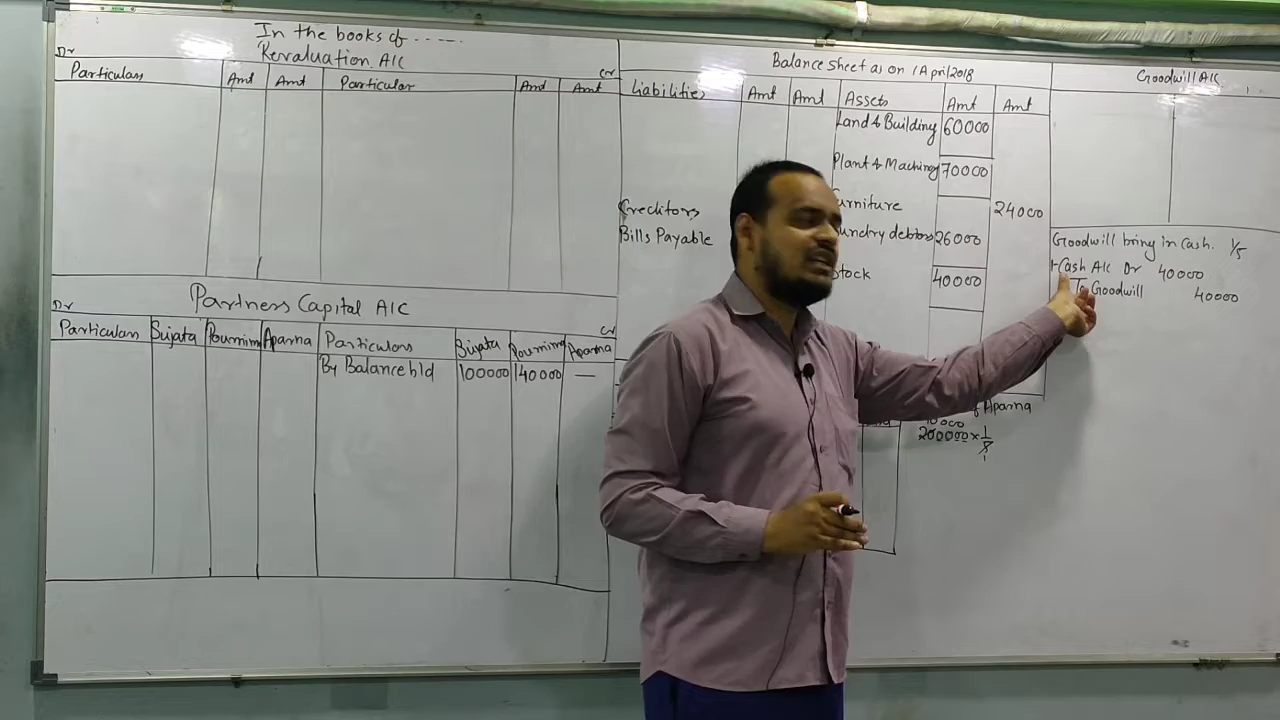 In the books of .....
Revaluation A/C
Dr
Cr
Particulars Amt Amt Particular Amt Amt
Partners Capital A/C
Dr
Cr
Particulars Sujata Pournima Aparna Particulars Sujata Pournima Aparna
By Balance b/d 100000 140000 —
Balance Sheet as on 1 April 2018
Liabilities Amt Amt Assets Amt Amt
Land & Building 60000
Plant & Maching 70000
Creditors urniture 24000
Bills Payable undry debtors 26000
Stock 40000
Aparna
200000 × 1/5
Goodwill A/C
Goodwill bring in cash. 1/5
Cash A/C Dr 40000
To Goodwill 40000